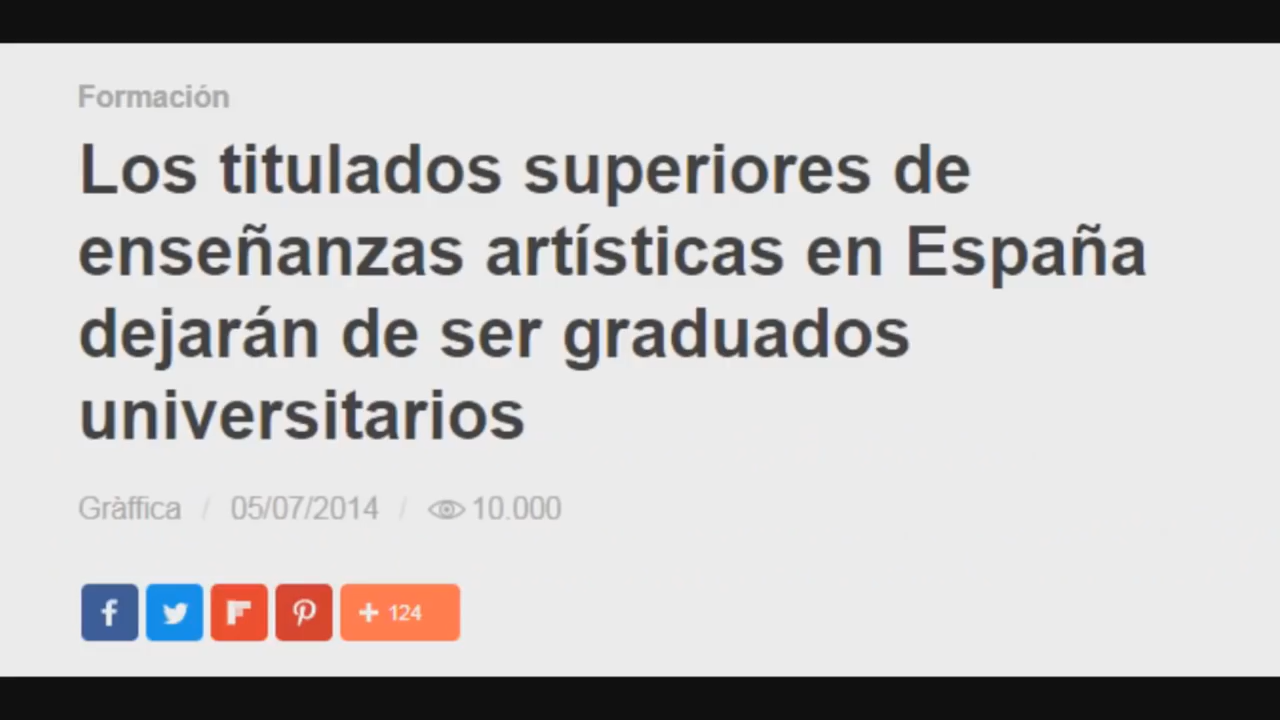 Formación
Los titulados superiores de
enseñanzas artísticas en España
dejarán de ser graduados
universitarios
Gràffica / 05/07/2014 / 10.000
+ 124